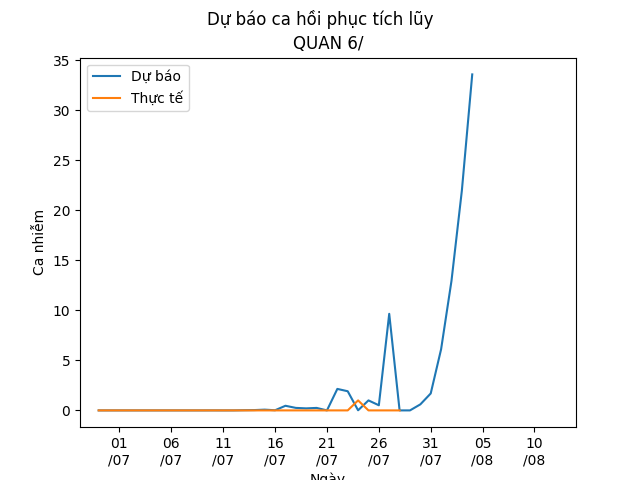 Dự báo ca hồi phục tích lũy
QUAN 6/
Dự báo
Thực tế
Ca nhiễm
35
30
25
20
15
10
5
0
01 06 11 16 21 26 31 05 10
/07 /07 /07 /07 /07 /07 /07 /08 /08
Ngày